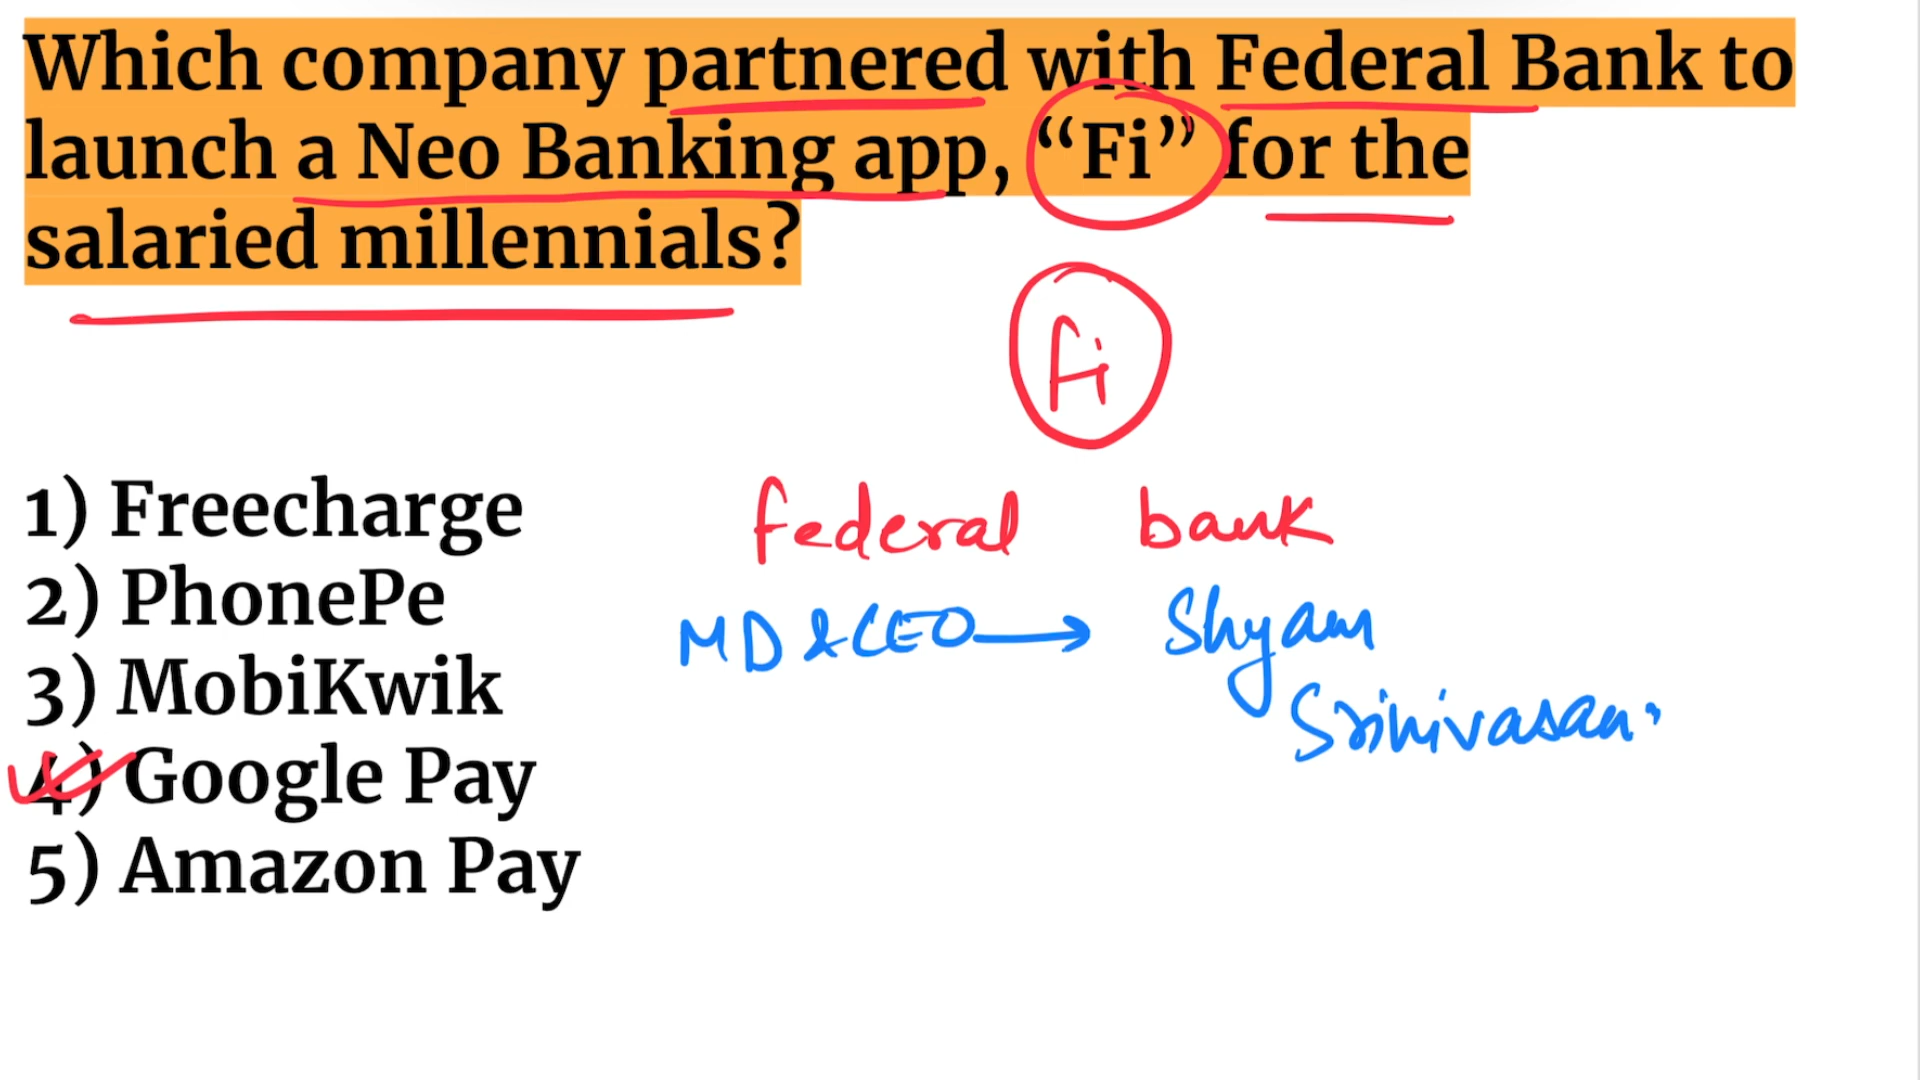 Which company partnered with Federal Bank to
launch a Neo Banking app, “Fi” for the
salaried millennials?
Fi
1) Freecharge
federal bank
2) PhonePe
MD & CEO → Shyam
Srinivasan.
3) MobiKwik
4) Google Pay
5) Amazon Pay